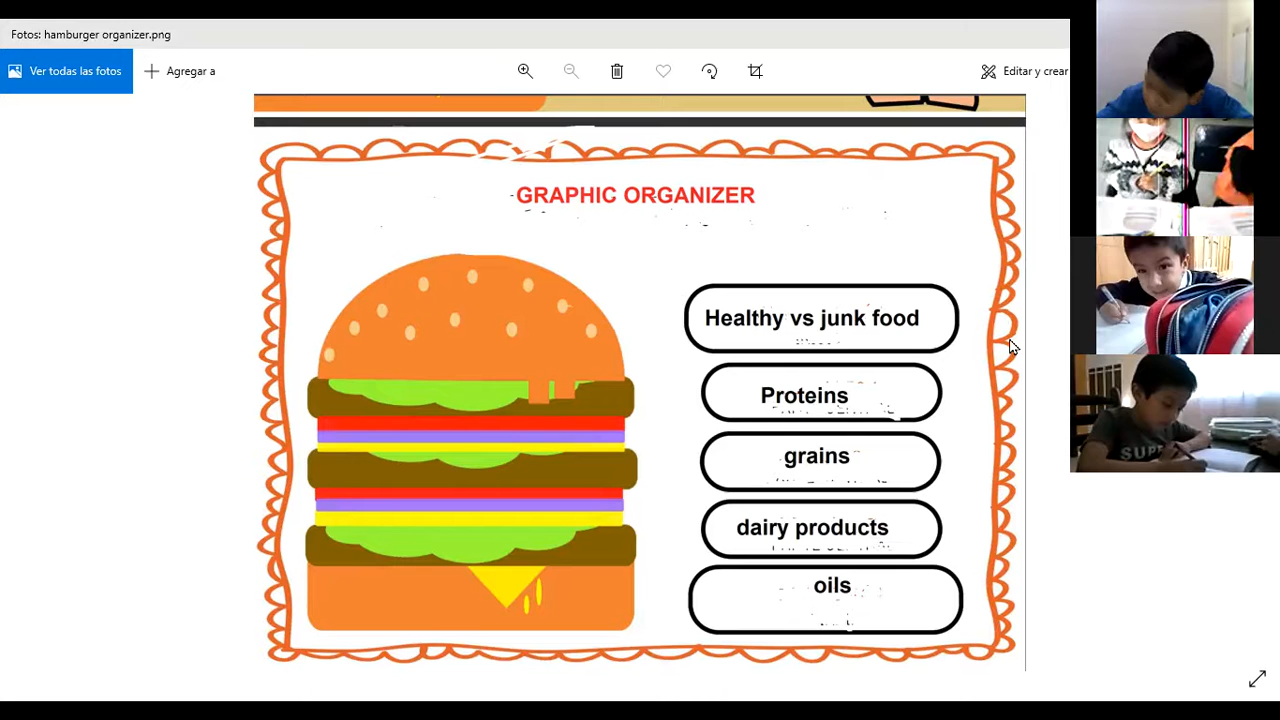 Fotos: hamburger organizer.png
Ver todas las fotos
Agregar a
Editar y crear
GRAPHIC ORGANIZER
Healthy vs junk food
Proteins
grains
dairy products
oils
SUPER